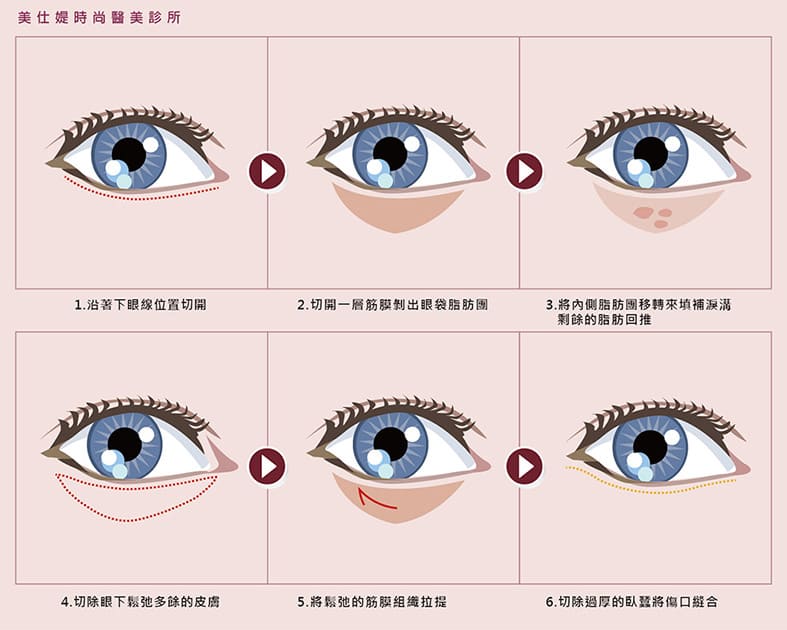 美仕媞時尚醫美診所
1.沿著下眼線位置切開
2.切開一層筋膜剝出眼袋脂肪團
3.將內側脂肪團移轉來填補淚溝
剩餘的脂肪回推
4.切除眼下鬆弛多餘的皮膚
5.將鬆弛的筋膜組織拉提
6.切除過厚的臥蠶將傷口縫合